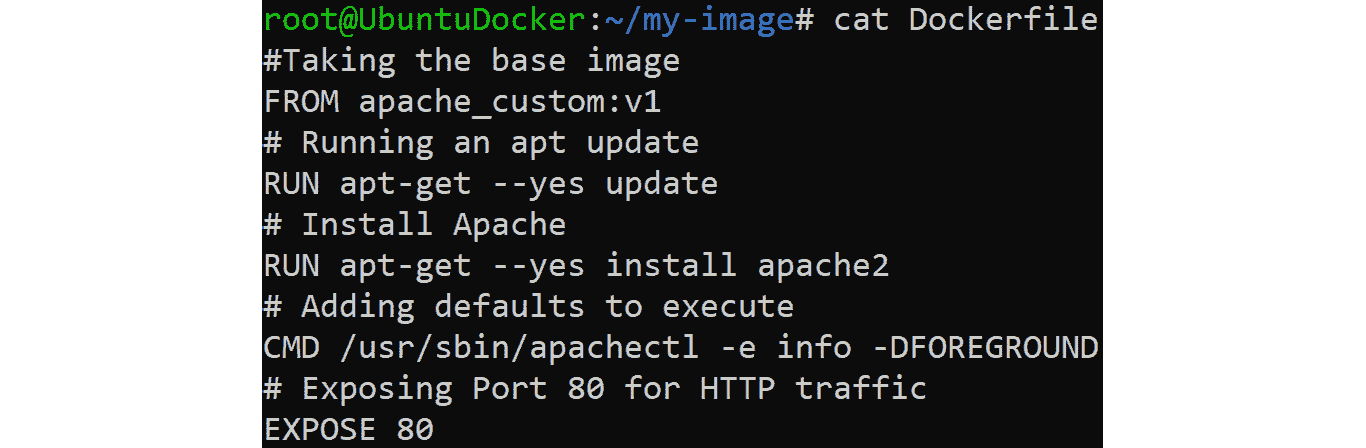 root@UbuntuDocker:~/my-image# cat Dockerfile
#Taking the base image
FROM apache_custom:v1
# Running an apt update
RUN apt-get --yes update
# Install Apache
RUN apt-get --yes install apache2
# Adding defaults to execute
CMD /usr/sbin/apachectl -e info -DFOREGROUND
# Exposing Port 80 for HTTP traffic
EXPOSE 80